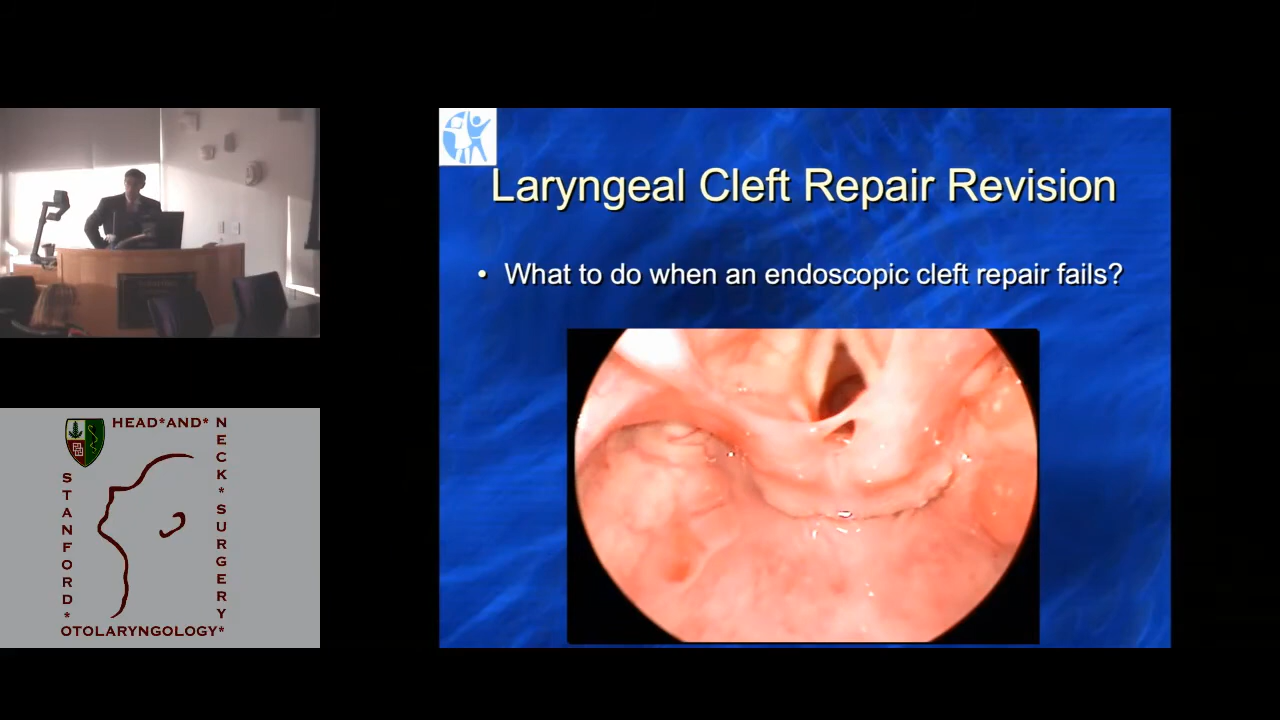 Laryngeal Cleft Repair Revision
• What to do when an endoscopic cleft repair fails?
HEAD*AND*
NECK*SURGERY*
STANFORD*
OTOLARYNGOLOGY*